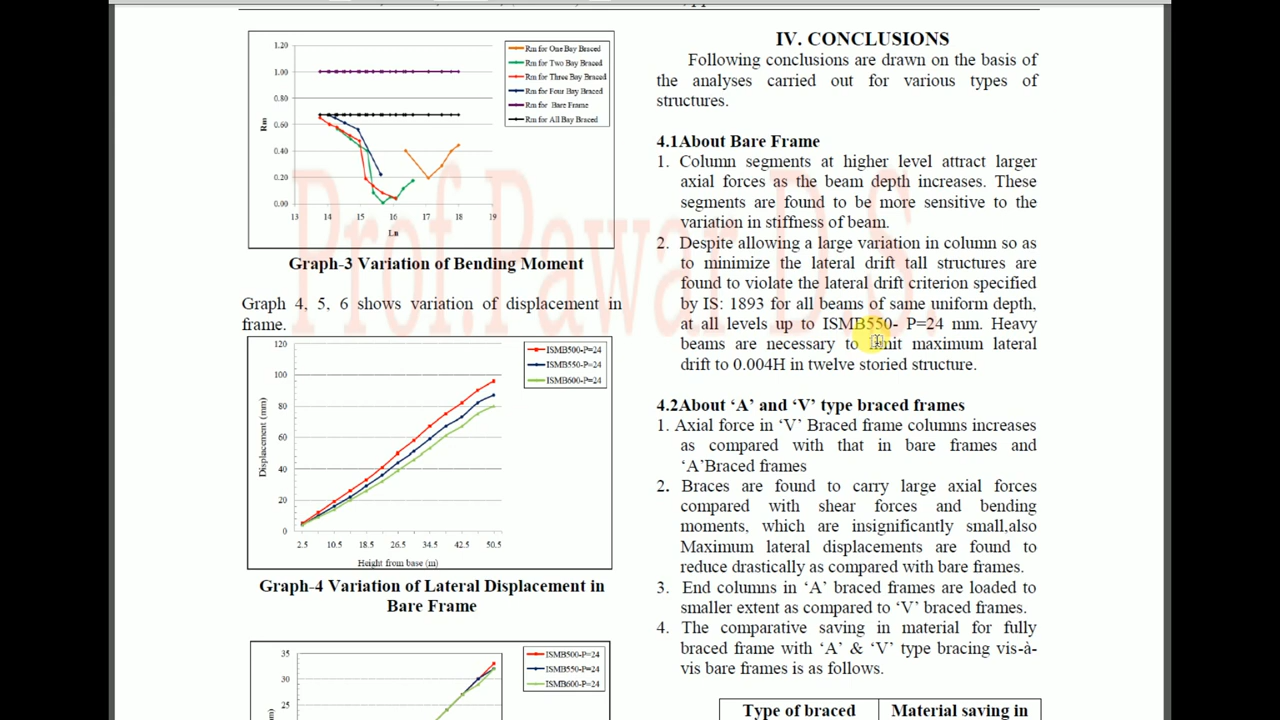 1.20
1.00
0.80
0.60
0.40
0.20
0.00
Rm
13 14 15 16 17 18 19
Ln
Rm for One Bay Braced
Rm for Two Bay Braced
Rm for Three Bay Braced
Rm for Four Bay Braced
Rm for Bare Frame
Rm for All Bay Braced
Graph-3 Variation of Bending Moment
Graph 4, 5, 6 shows variation of displacement in
frame.
120
100
80
60
40
20
0
Displacement (mm)
2.5 10.5 18.5 26.5 34.5 42.5 50.5
Height from base (m)
ISMB500-P=24
ISMB550-P=24
ISMB600-P=24
Graph-4 Variation of Lateral Displacement in
Bare Frame
35
30
25
ISMB500-P=24
ISMB550-P=24
ISMB600-P=24
IV. CONCLUSIONS
Following conclusions are drawn on the basis of
the analyses carried out for various types of
structures.
4.1About Bare Frame
1. Column segments at higher level attract larger
axial forces as the beam depth increases. These
segments are found to be more sensitive to the
variation in stiffness of beam.
2. Despite allowing a large variation in column so as
to minimize the lateral drift tall structures are
found to violate the lateral drift criterion specified
by IS: 1893 for all beams of same uniform depth,
at all levels up to ISMB550- P=24 mm. Heavy
beams are necessary to limit maximum lateral
drift to 0.004H in twelve storied structure.
4.2About ‘A’ and ‘V’ type braced frames
1. Axial force in ‘V’ Braced frame columns increases
as compared with that in bare frames and
‘A’Braced frames
2. Braces are found to carry large axial forces
compared with shear forces and bending
moments, which are insignificantly small,also
Maximum lateral displacements are found to
reduce drastically as compared with bare frames.
3. End columns in ‘A’ braced frames are loaded to
smaller extent as compared to ‘V’ braced frames.
4. The comparative saving in material for fully
braced frame with ‘A’ & ‘V’ type bracing vis-à-
vis bare frames is as follows.
Type of braced Material saving in
Prof. Pawar D.S.